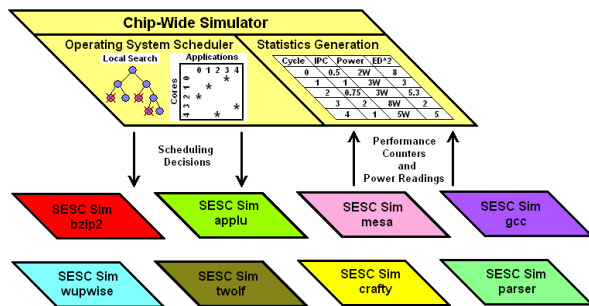 Chip-Wide Simulator
Operating System Scheduler
Statistics Generation
Local Search
Applications
0 1 2 3 4
Cores
0
1
2
3
4
* * * * *
Cycle IPC Power ED^2
0 0.5 2W 8
1 1 3W 3
2 0.75 3W 5.3
3 2 8W 2
4 1 5W 5
Scheduling
Decisions
Performance
Counters
and
Power Readings
SESC Sim
bzip2
SESC Sim
applu
SESC Sim
mesa
SESC Sim
gcc
SESC Sim
wupwise
SESC Sim
twolf
SESC Sim
crafty
SESC Sim
parser